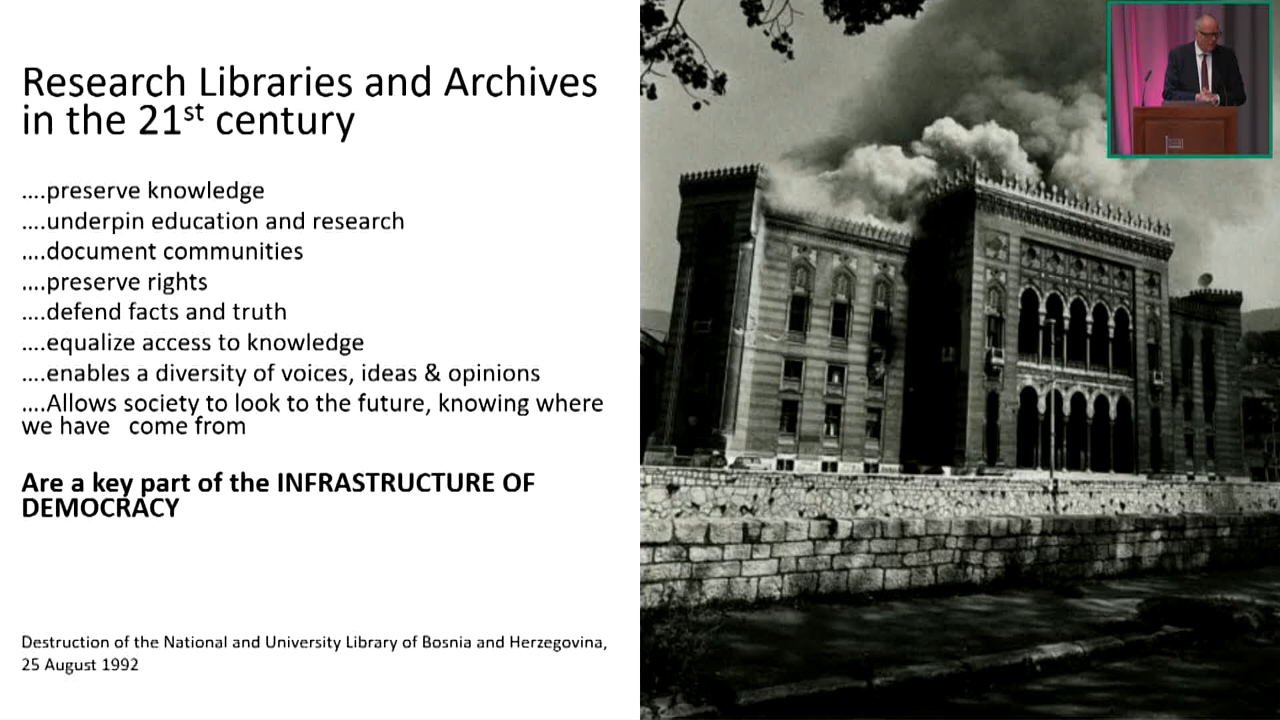 Research Libraries and Archives
in the 21st century
....preserve knowledge
....underpin education and research
....document communities
....preserve rights
....defend facts and truth
....equalize access to knowledge
....enables a diversity of voices, ideas & opinions
....Allows society to look to the future, knowing where
we have   come from
Are a key part of the INFRASTRUCTURE OF
DEMOCRACY
Destruction of the National and University Library of Bosnia and Herzegovina,
25 August 1992